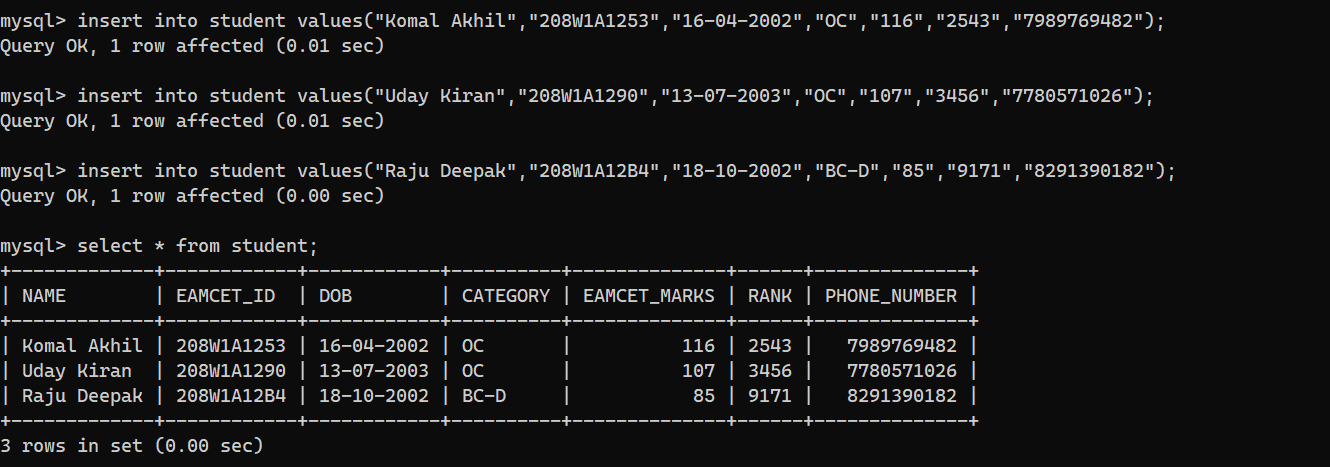 mysql> insert into student values("Komal Akhil","208W1A1253","16-04-2002","OC","116","2543","7989769482");
Query OK, 1 row affected (0.01 sec)
mysql> insert into student values("Uday Kiran","208W1A1290","13-07-2003","OC","107","3456","7780571026");
Query OK, 1 row affected (0.01 sec)
mysql> insert into student values("Raju Deepak","208W1A12B4","18-10-2002","BC-D","85","9171","8291390182");
Query OK, 1 row affected (0.00 sec)
mysql> select * from student;
+-------------+------------+------------+----------+--------------+------+--------------+
| NAME        | EAMCET_ID  | DOB        | CATEGORY | EAMCET_MARKS | RANK | PHONE_NUMBER |
+-------------+------------+------------+----------+--------------+------+--------------+
| Komal Akhil | 208W1A1253 | 16-04-2002 | OC       |          116 | 2543 |   7989769482 |
| Uday Kiran  | 208W1A1290 | 13-07-2003 | OC       |          107 | 3456 |   7780571026 |
| Raju Deepak | 208W1A12B4 | 18-10-2002 | BC-D     |           85 | 9171 |   8291390182 |
+-------------+------------+------------+----------+--------------+------+--------------+
3 rows in set (0.00 sec)